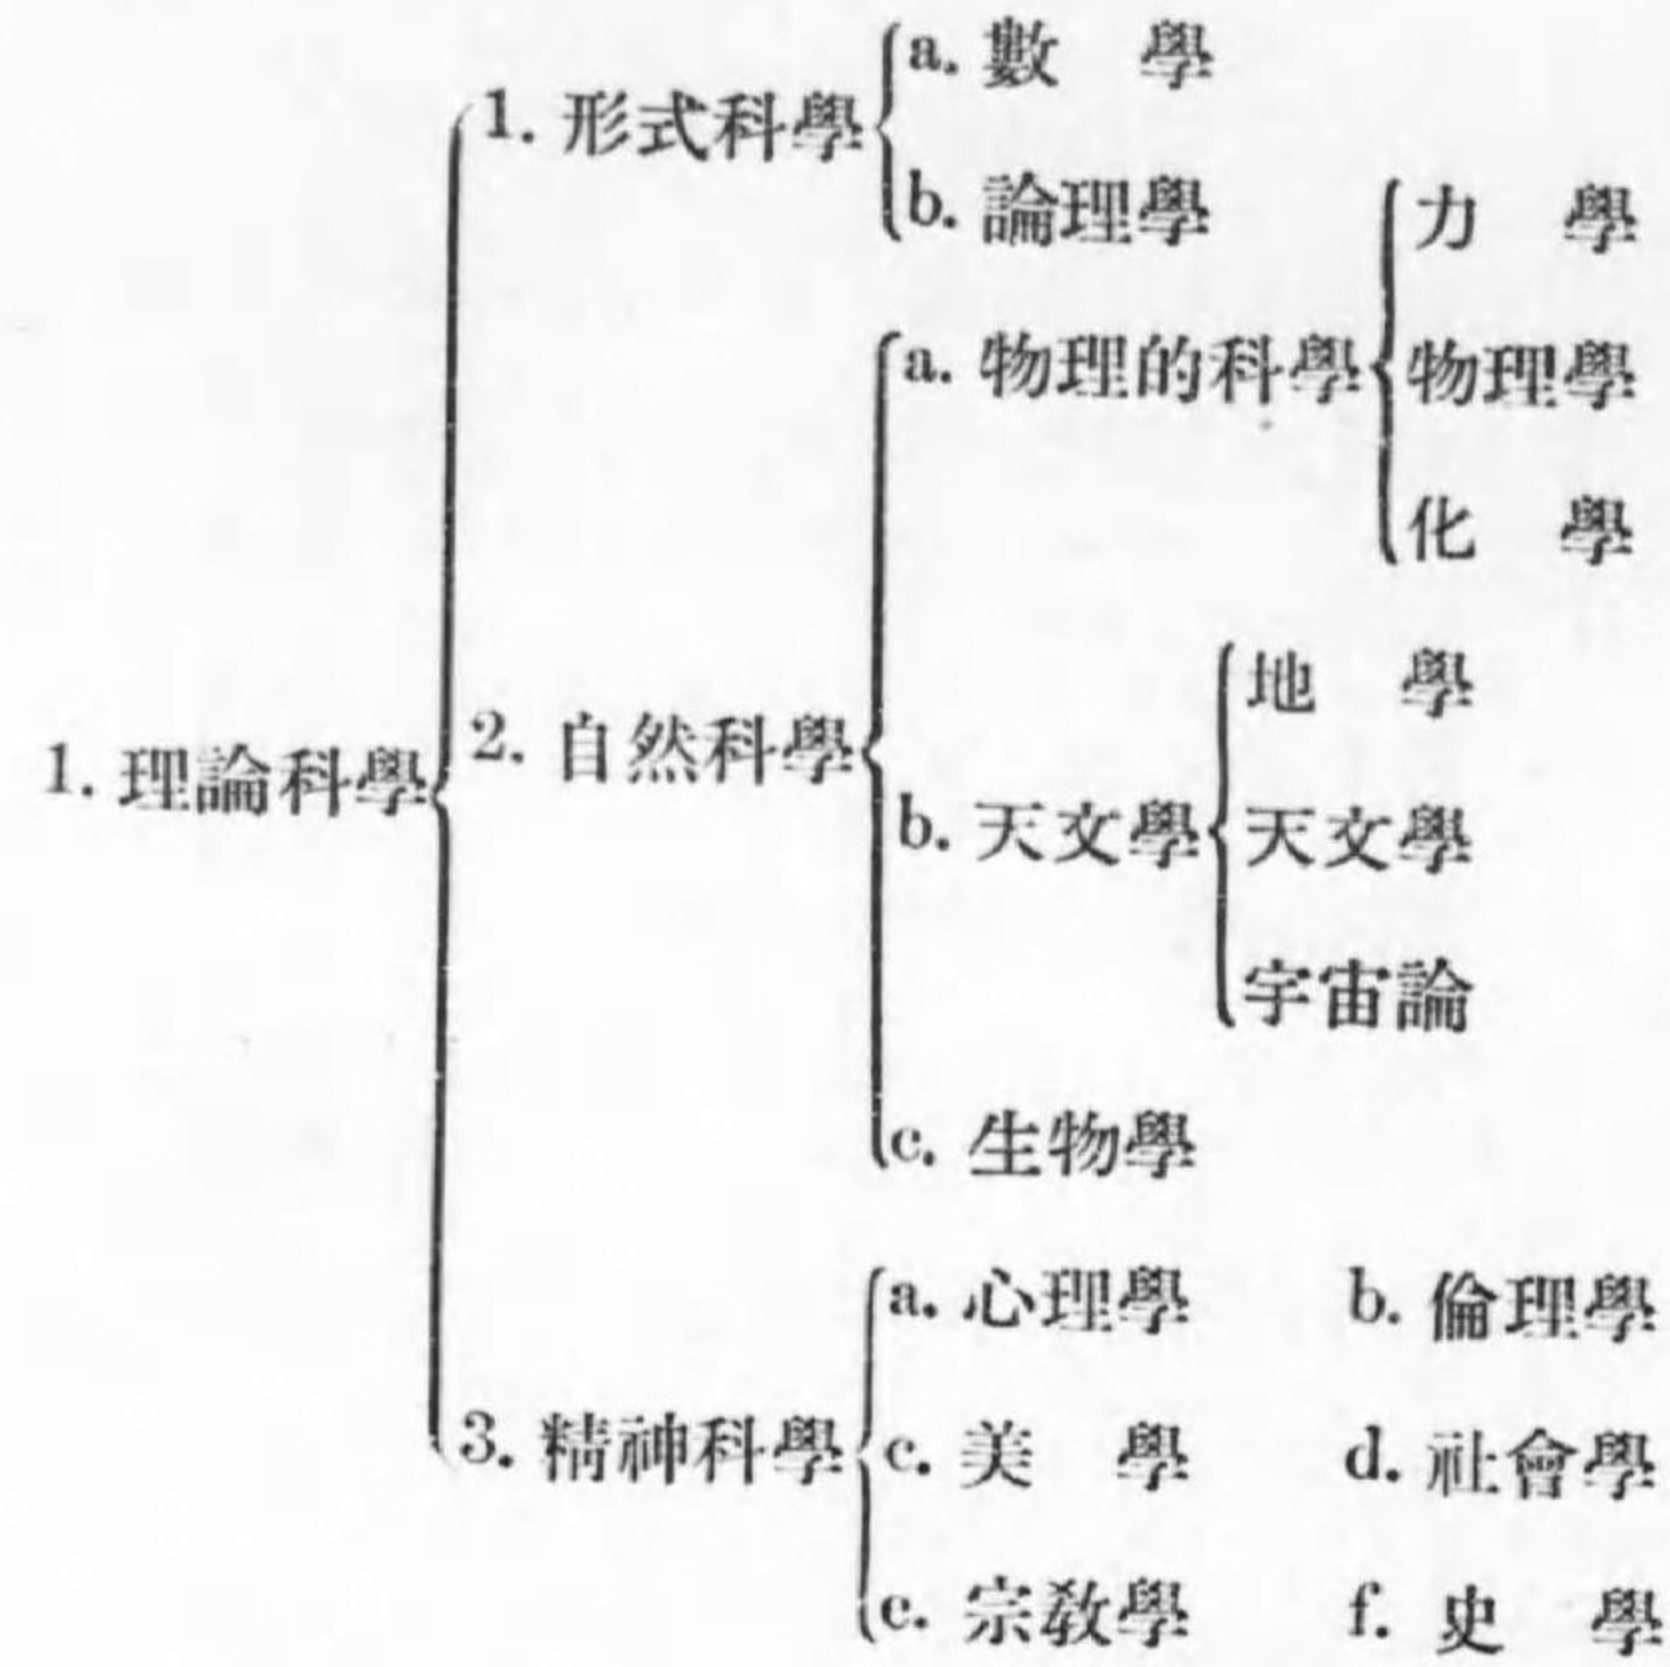 1. 理論科學
1. 形式科學
a. 數　學
b. 論理學
2. 自然科學
a. 物理的科學
力　學
物理學
化　學
b. 天文學
地　學
天文學
宇宙論
c. 生物學
3. 精神科學
a. 心理學　b. 倫理學
c. 美　學　d. 社會學
e. 宗敎學　f. 史　學